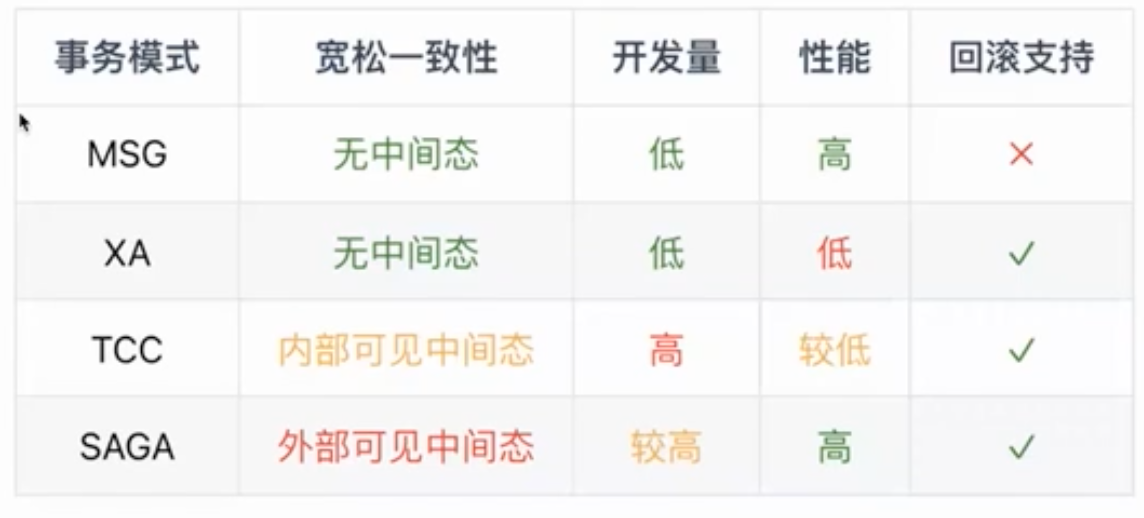 事务模式 宽松一致性 开发量 性能 回滚支持
MSG 无中间态 低 高 ×
XA 无中间态 低 低 ✓
TCC 内部可见中间态 高 较低 ✓
SAGA 外部可见中间态 较高 高 ✓